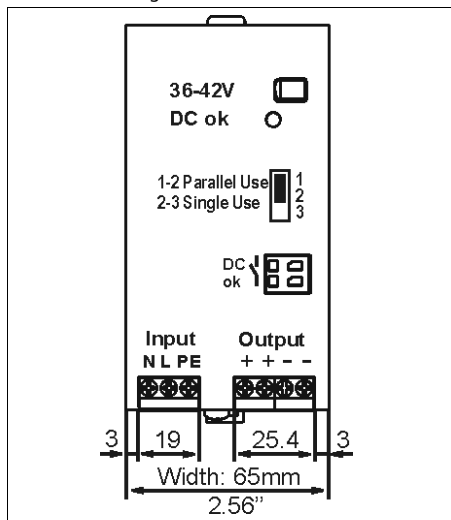 36-42V
DC ok
1-2 Parallel Use
2-3 Single Use
1
2
3
DC
ok
Input
Output
N L PE
+ + - -
3
19
25.4
3
Width: 65mm
2.56"